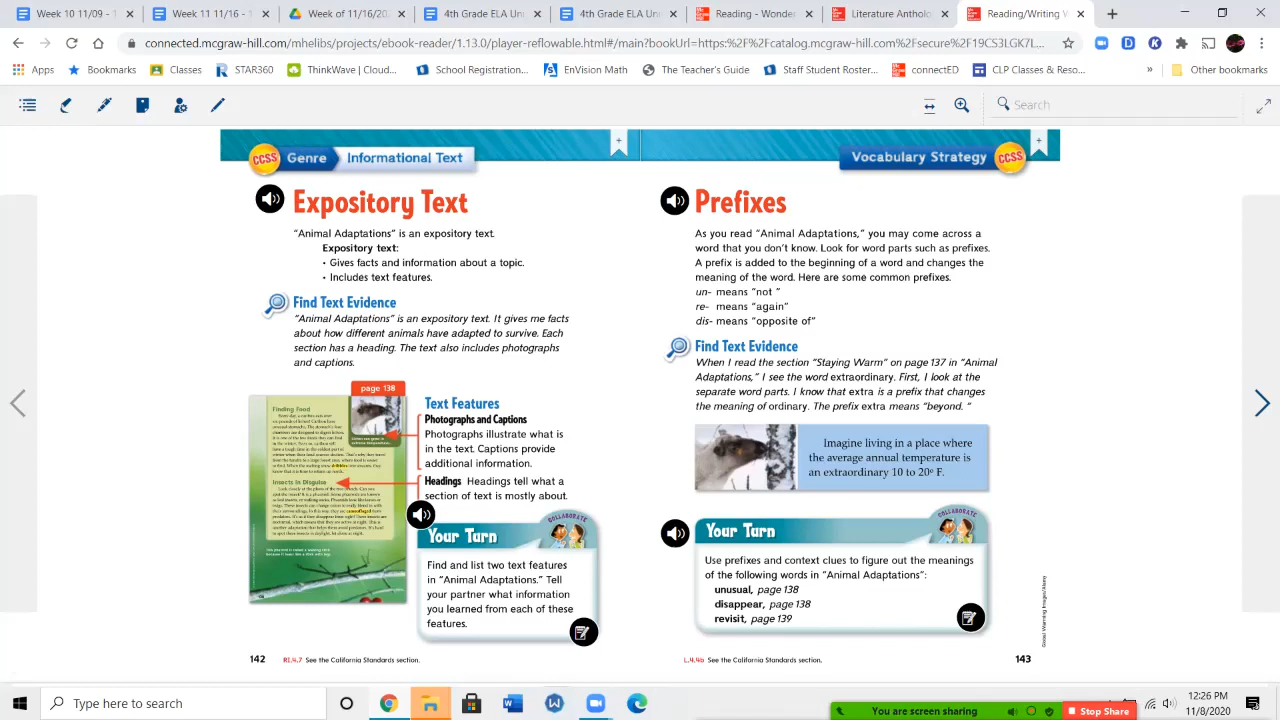 Week 10 11/2-1
Week 11 11/16 - 1
2020 Informationa
Week 11 11/9-11/1
4th Grade ELA Uni
Prefixes - Wonder
Literature Antholo
Reading/Writing W
connected.mcgraw-hill.com/secure/apps/ebook-reader/1.13.0/player-reflowable.html#/main/?bookUrl=https:%2F%2Fcatalog.mcgraw-hill.com%2Fsecure%2F19CS3LGK7L...
Apps
Bookmarks
Classes
STAR360
ThinkWave | Cloud...
School Registration...
EnVision Math
The Teacher's Guide
Staff Student Roster...
connectED
CLP Classes & Reso...
»
Other bookmarks
Search
CCSS Genre Informational Text
Expository Text
“Animal Adaptations” is an expository text.
Expository text:
• Gives facts and information about a topic.
• Includes text features.
Find Text Evidence
“Animal Adaptations” is an expository text. It gives me facts
about how different animals have adapted to survive. Each
section has a heading. The text also includes photographs
and captions.
page 138
Finding Food
Insects in Disguise
Text Features
Photographs and Captions
Photographs illustrate what is
in the text. Captions provide
additional information.
Headings Headings tell what a
section of text is mostly about.
COLLABORATE
Your Turn
Find and list two text features
in “Animal Adaptations.” Tell
your partner what information
you learned from each of these
features.
142 RI.4.7 See the California Standards section.
Vocabulary Strategy CCSS
Prefixes
As you read “Animal Adaptations,” you may come across a
word that you don’t know. Look for word parts such as prefixes.
A prefix is added to the beginning of a word and changes the
meaning of the word. Here are some common prefixes.
un- means “not ”
re- means “again”
dis- means “opposite of”
Find Text Evidence
When I read the section “Staying Warm” on page 137 in “Animal
Adaptations,” I see the word extraordinary. First, I look at the
separate word parts. I know that extra is a prefix that changes
the meaning of ordinary. The prefix extra means “beyond. ”
Imagine living in a place where
the average annual temperature is
an extraordinary 10 to 20º F.
COLLABORATE
Your Turn
Use prefixes and context clues to figure out the meanings
of the following words in “Animal Adaptations”:
unusual, page 138
disappear, page 138
revisit, page 139
Global Warming Images/Alamy
L.4.4b See the California Standards section.
143
Type here to search
You are screen sharing
Stop Share
12:26 PM
11/8/2020